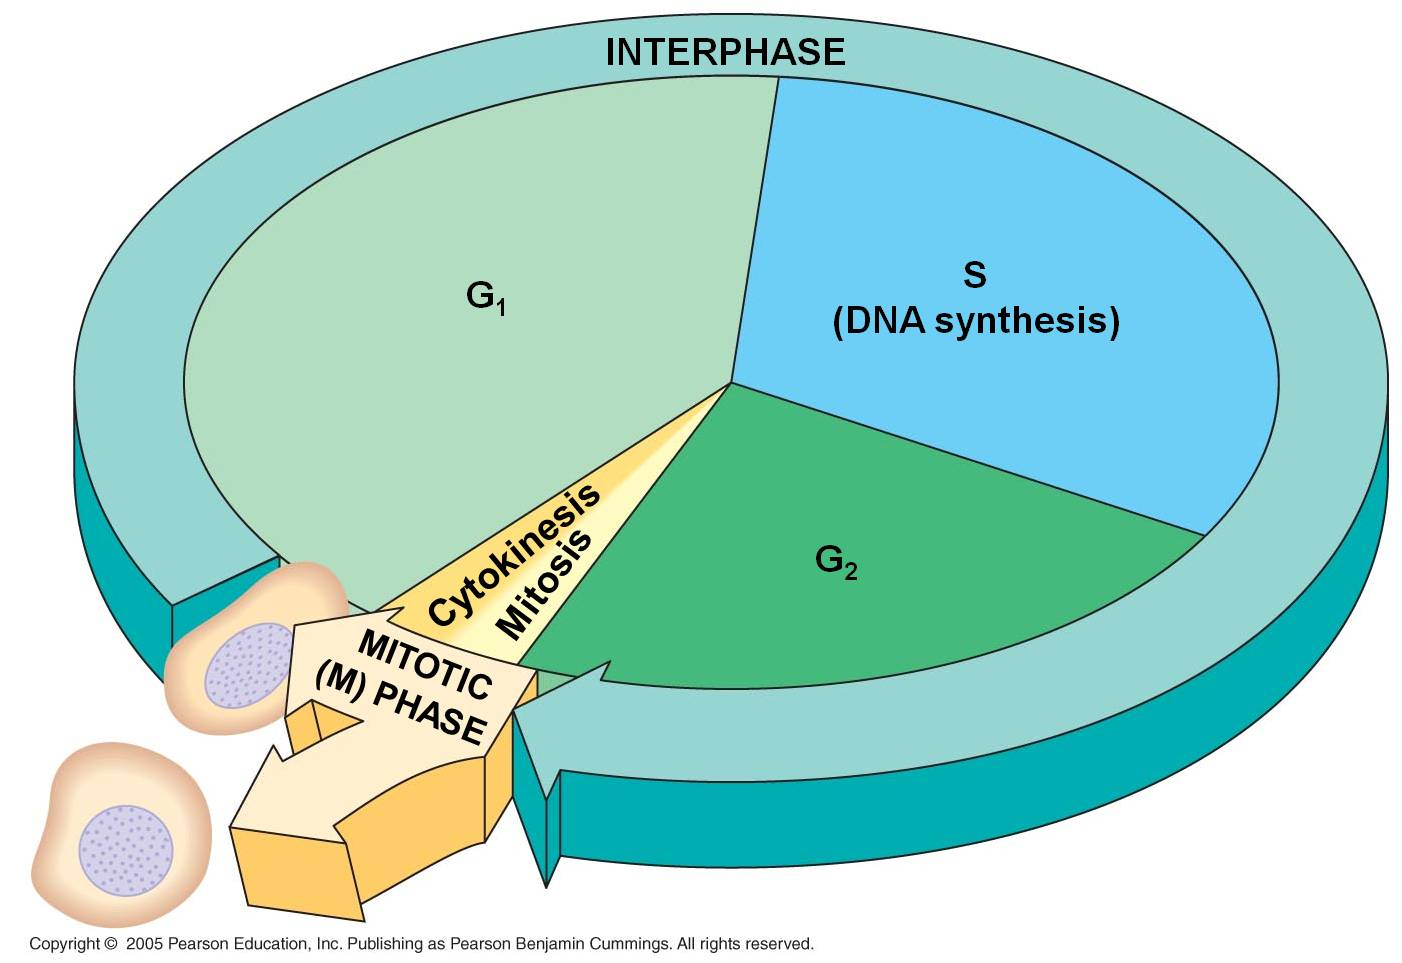 INTERPHASE
G₁
S
(DNA synthesis)
G₂
Cytokinesis
Mitosis
MITOTIC
(M) PHASE
Copyright © 2005 Pearson Education, Inc. Publishing as Pearson Benjamin Cummings. All rights reserved.